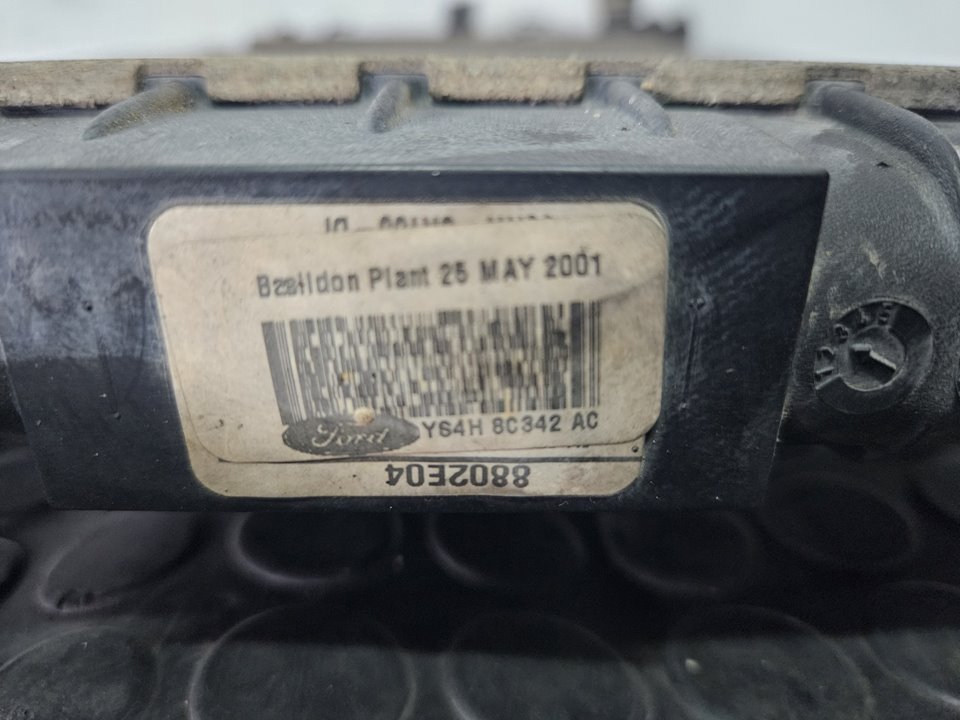 Basildon Plant 25 MAY 2001
Ford
YS4H 8C342 AC
8802E04